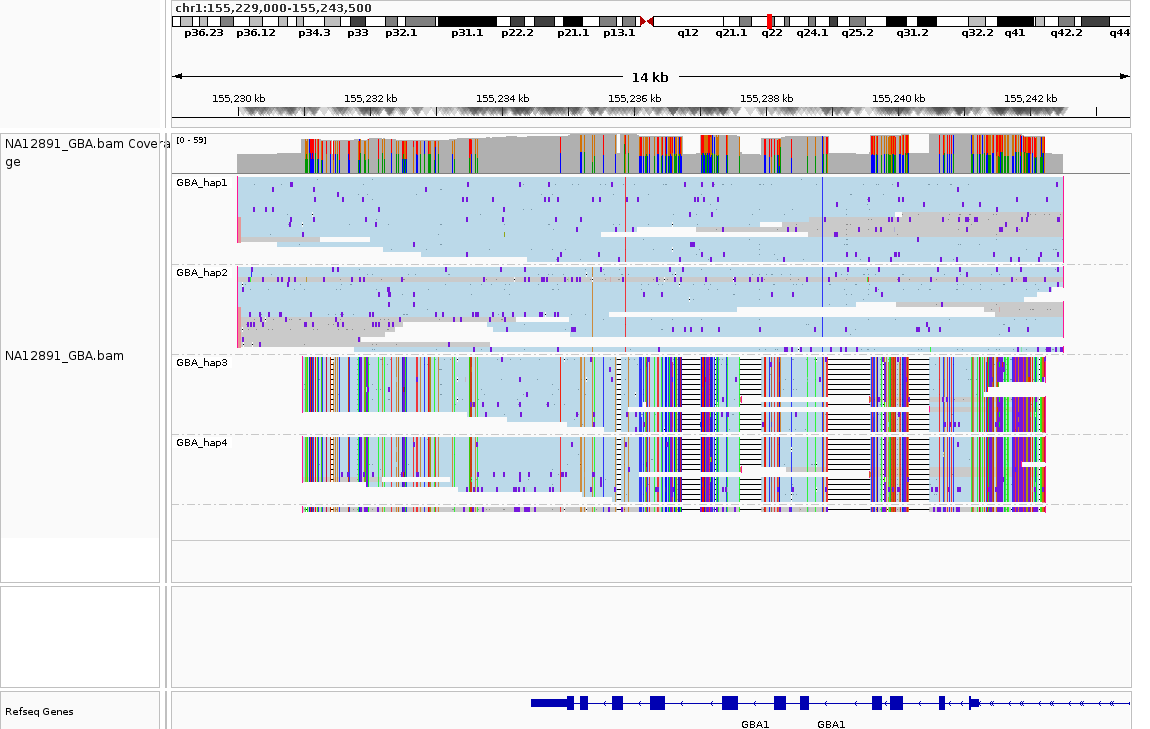 chr1:155,229,000-155,243,500
p36.23 p36.12 p34.3 p33 p32.1 p31.1 p22.2 p21.1 p13.1 q12 q21.1 q22 q24.1 q25.2 q31.2 q32.2 q41 q42.2 q44
14 kb
155,230 kb 155,232 kb 155,234 kb 155,236 kb 155,238 kb 155,240 kb 155,242 kb
NA12891_GBA.bam Covera
ge
[0 - 59]
GBA_hap1
GBA_hap2
NA12891_GBA.bam
GBA_hap3
GBA_hap4
Refseq Genes
GBA1 GBA1